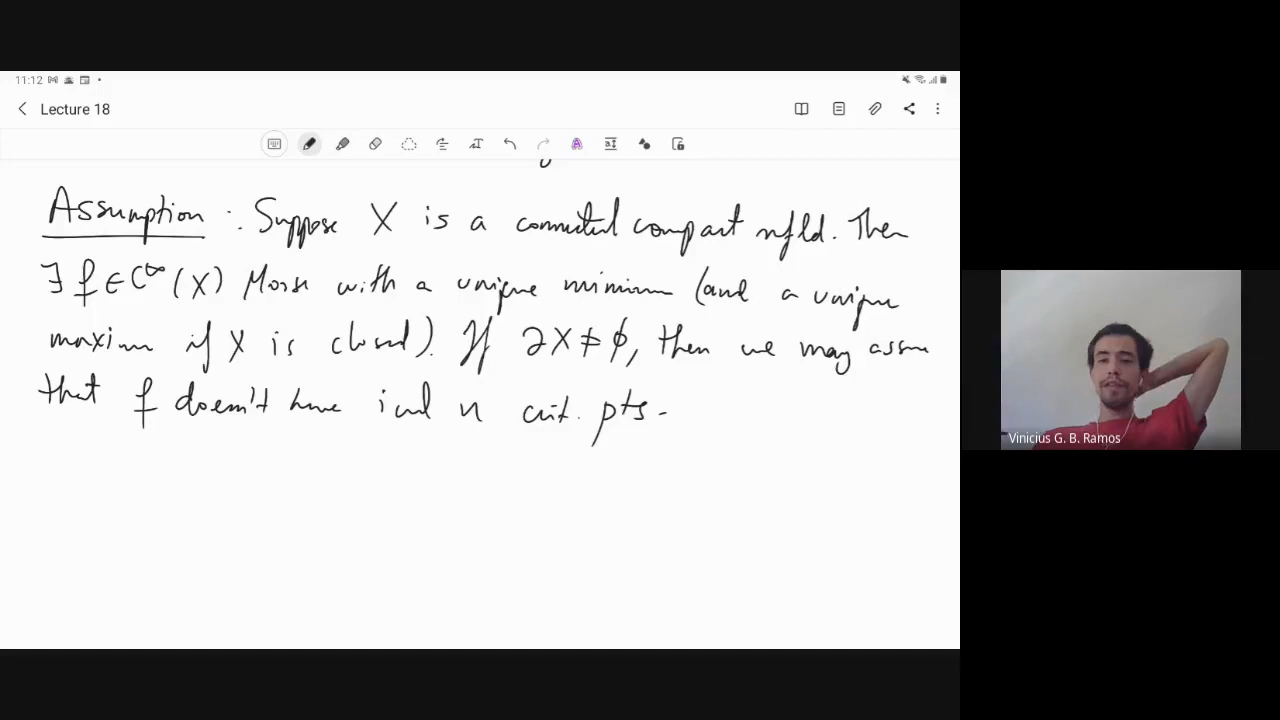 11:12
Lecture 18
Assumption : Suppose X is a connected compact mfld. Then
∃ f ∈ C^∞(X) Morse with a unique minimum (and a unique
maximum if X is closed). If ∂X ≠ ∅, then we may assume
that f doesn't have ind n crit. pts.
Vinicius G. B. Ramos